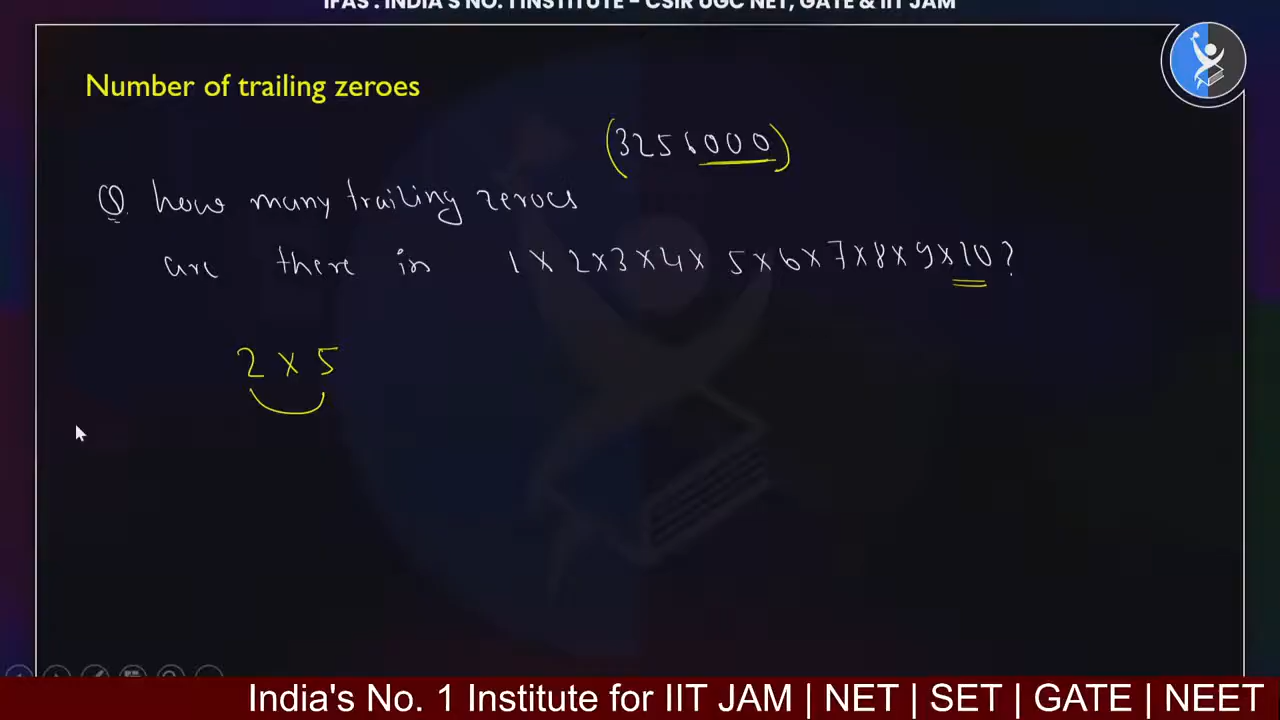 IFAS : INDIA'S NO. 1 INSTITUTE – CSIR UGC NET, GATE & IIT JAM
Number of trailing zeroes
(3256000)
Q. how many trailing zeroes
are there in 1 × 2 × 3 × 4 × 5 × 6 × 7 × 8 × 9 × 10 ?
2 × 5
India's No. 1 Institute for IIT JAM | NET | SET | GATE | NEET